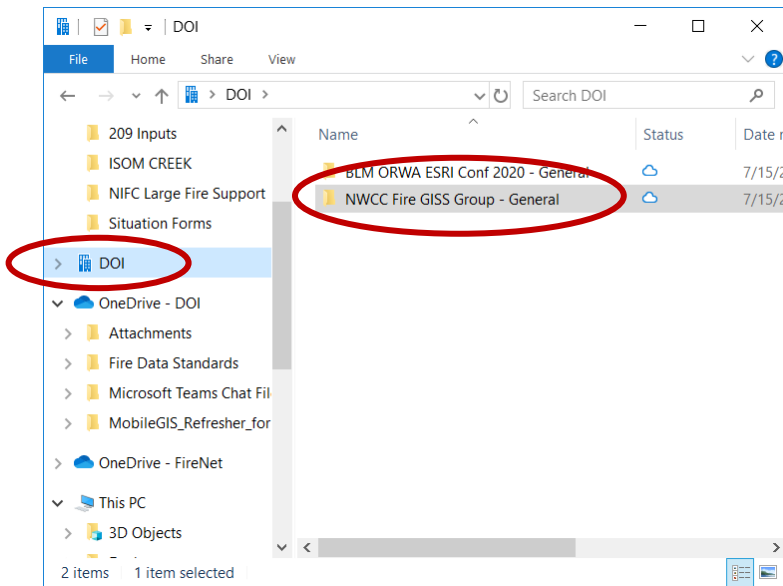 DOI
File Home Share View
DOI
Search DOI
209 Inputs
ISOM CREEK
NIFC Large Fire Support
Situation Forms
DOI
OneDrive - DOI
Attachments
Fire Data Standards
Microsoft Teams Chat Fil
MobileGIS_Refresher_for
OneDrive - FireNet
This PC
3D Objects
Name Status Date
BLM ORWA ESRI Conf 2020 - General 7/15/2
NWCC Fire GISS Group - General 7/15/2
2 items 1 item selected